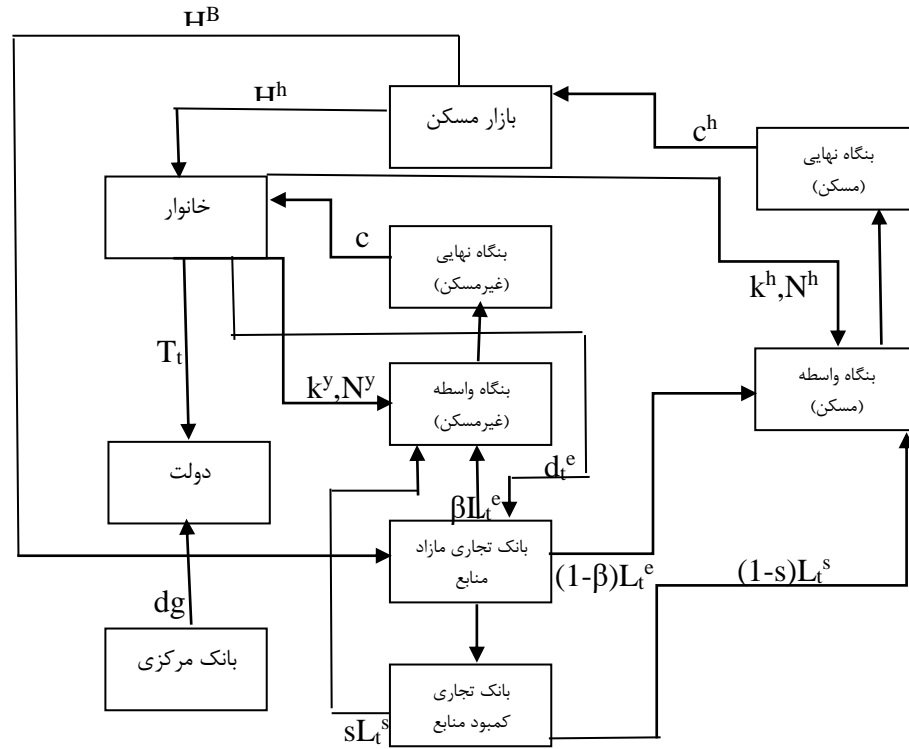 H^B
H^h
بازار مسکن
c^h
بنگاه نهایی
(مسکن)
خانوار
c
بنگاه نهایی
(غیرمسکن)
k^h,N^h
T_t
k^y,N^y
بنگاه واسطه
(غیرمسکن)
بنگاه واسطه
(مسکن)
دولت
d_t^e
βL_t^e
بانک تجاری مازاد
منابع
(1-β)L_t^e
(1-s)L_t^s
dg
بانک مرکزی
بانک تجاری
کمبود منابع
sL_t^s